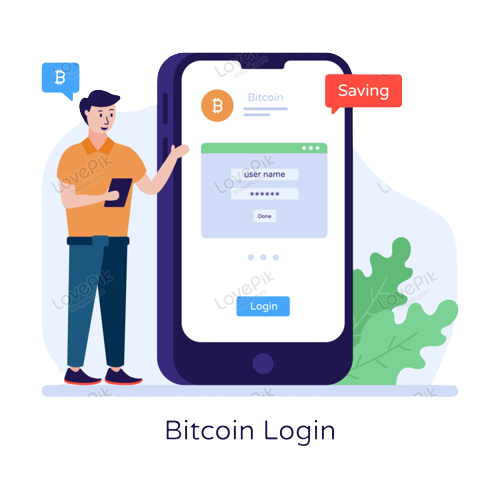 Bitcoin
Saving
user name
******
Done
Login
Bitcoin Login